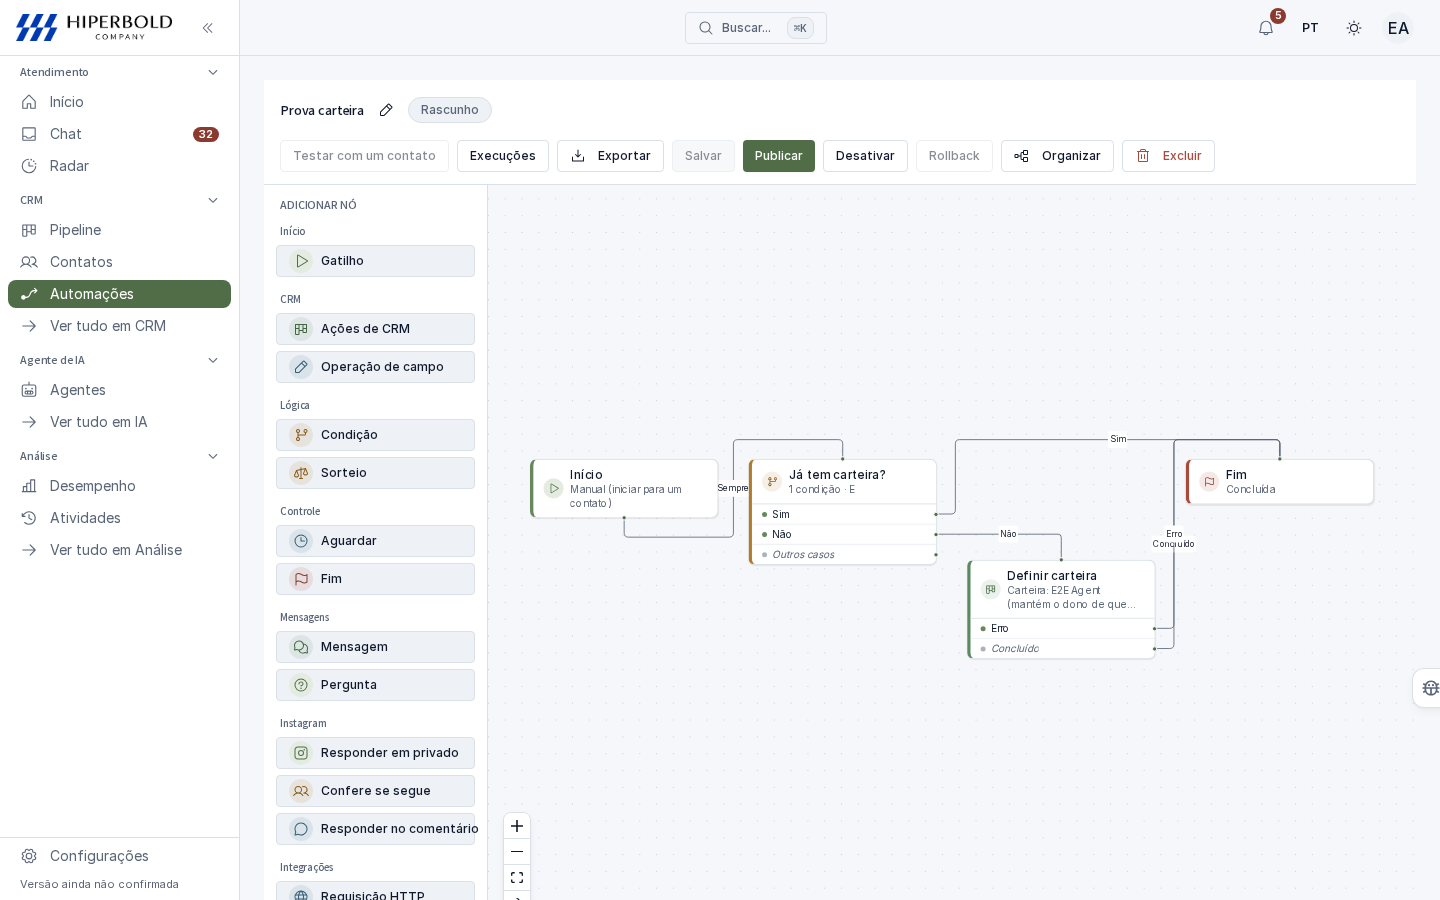 HIPERBOLD
COMPANY
Buscar...
⌘K
5
PT
EA
Atendimento
Início
Chat
32
Radar
CRM
Pipeline
Contatos
Automações
Ver tudo em CRM
Agente de IA
Agentes
Ver tudo em IA
Análise
Desempenho
Atividades
Ver tudo em Análise
Configurações
Versão ainda não confirmada
Prova carteira
Rascunho
Testar com um contato
Execuções
Exportar
Salvar
Publicar
Desativar
Rollback
Organizar
Excluir
ADICIONAR NÓ
Início
Gatilho
CRM
Ações de CRM
Operação de campo
Lógica
Condição
Sorteio
Controle
Aguardar
Fim
Mensagens
Mensagem
Pergunta
Instagram
Responder em privado
Confere se segue
Responder no comentário
Integrações
Requisição HTTP
Início
Manual (iniciar para um
contato)
Sempre
Já tem carteira?
1 condição · E
Sim
Não
Outros casos
Sim
Não
Definir carteira
Carteira: E2E Agent
(mantém o dono de que...
Erro
Concluído
Erro
Concluído
Fim
Concluída